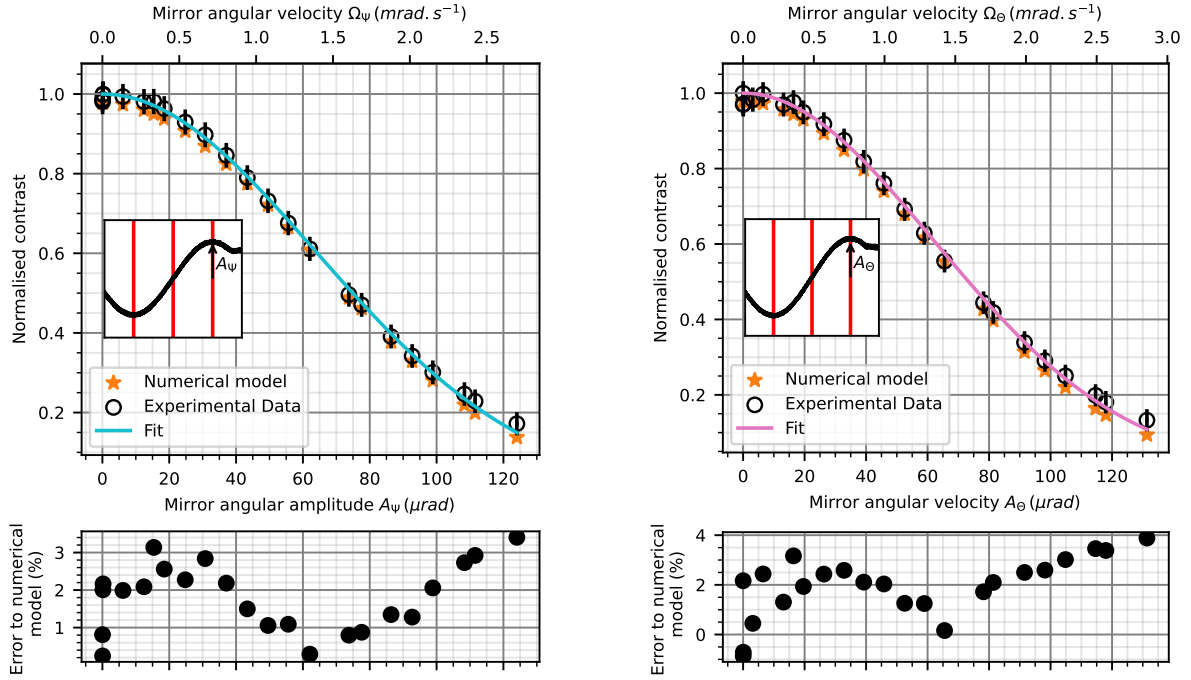 Mirror angular velocity Ω_Ψ (mrad.s⁻¹)
0.0 0.5 1.0 1.5 2.0 2.5
Normalised contrast
1.0
0.8
0.6
0.4
0.2
A_Ψ
Numerical model
Experimental Data
Fit
0 20 40 60 80 100 120
Mirror angular amplitude A_Ψ (μrad)
Error to numerical
model (%)
3
2
1
Mirror angular velocity Ω_Θ (mrad.s⁻¹)
0.0 0.5 1.0 1.5 2.0 2.5 3.0
Normalised contrast
1.0
0.8
0.6
0.4
0.2
A_Θ
Numerical model
Experimental Data
Fit
0 20 40 60 80 100 120
Mirror angular velocity A_Θ (μrad)
Error to numerical
model (%)
4
2
0